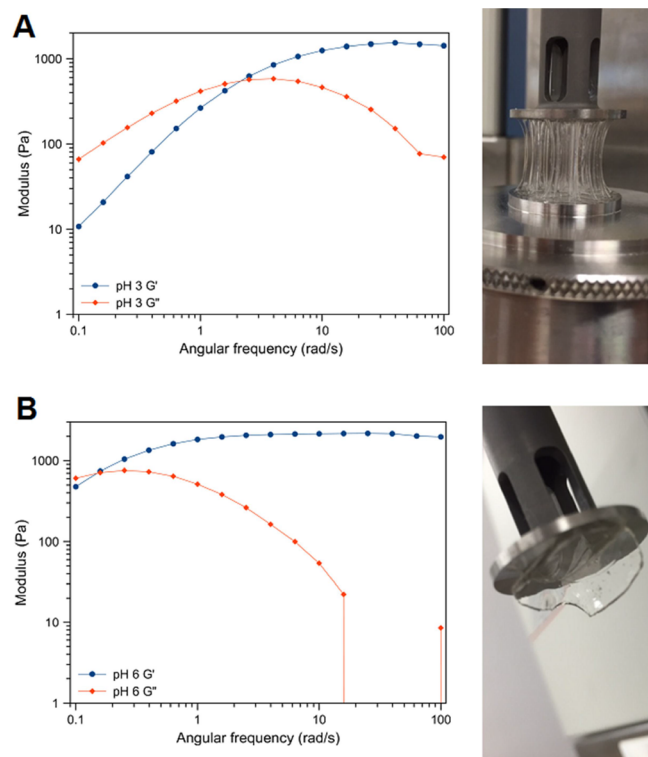 A
1000
100
10
1
Modulus (Pa)
pH 3 G'
pH 3 G"
0.1 1 10 100
Angular frequency (rad/s)
B
1000
100
10
1
Modulus (Pa)
pH 6 G'
pH 6 G"
0.1 1 10 100
Angular frequency (rad/s)